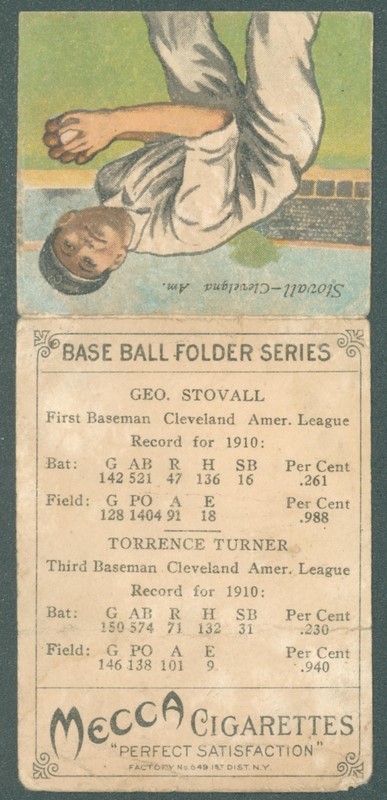 Stovall—Cleveland Am.
BASE BALL FOLDER SERIES
GEO. STOVALL
First Baseman Cleveland Amer. League
Record for 1910:
Bat: G AB R H SB Per Cent
142 521 47 136 16 .261
Field: G PO A E Per Cent
128 1404 91 18 .988
TORRENCE TURNER
Third Baseman Cleveland Amer. League
Record for 1910:
Bat: G AB R H SB Per Cent
150 574 71 132 31 .230
Field: G PO A E Per Cent
146 138 101 9 .940
MECCA CIGARETTES
"PERFECT SATISFACTION"
FACTORY No 649 1ST DIST. N.Y.